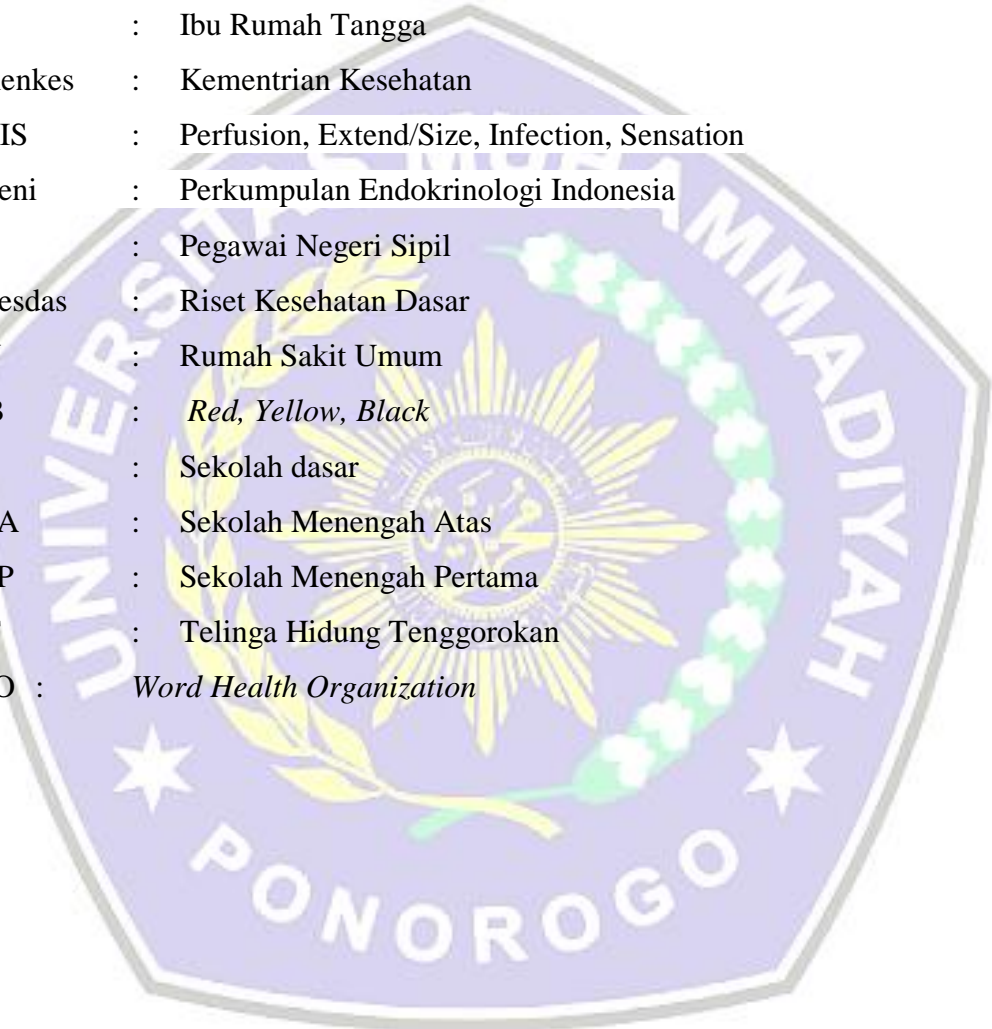 : Ibu Rumah Tangga
enkes : Kementrian Kesehatan
IS : Perfusion, Extend/Size, Infection, Sensation
eni : Perkumpulan Endokrinologi Indonesia
: Pegawai Negeri Sipil
esdas : Riset Kesehatan Dasar
: Rumah Sakit Umum
B : Red, Yellow, Black
: Sekolah dasar
A : Sekolah Menengah Atas
P : Sekolah Menengah Pertama
: Telinga Hidung Tenggorokan
O : Word Health Organization
UNIVERSITAS MUHAMMADIYAH
PONOROGO